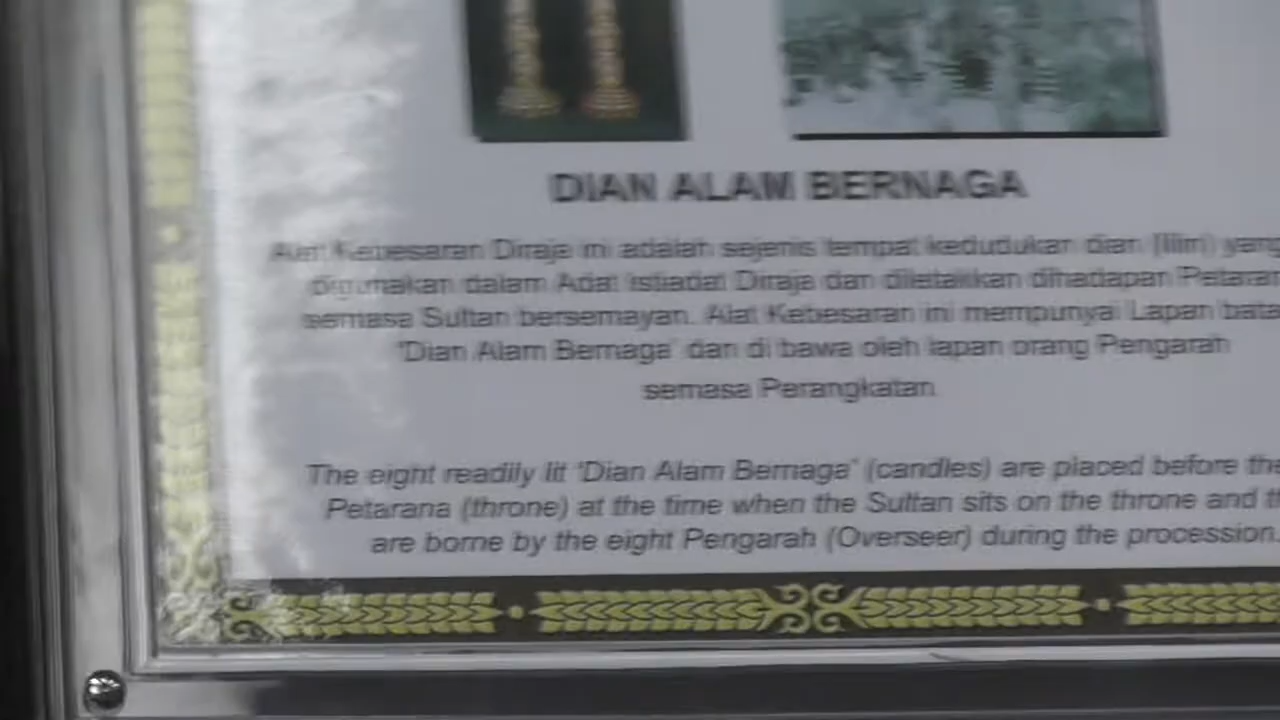 DIAN ALAM BERNAGA
Alat Kebesaran Diraja ini adalah sejenis tempat kedudukan dian (lilin) yang
digunakan dalam Adat Istiadat Diraja dan diletakkan dihadapan
semasa Sultan bersemayan. Alat Kebesaran ini mempunyai Lapan
'Dian Alam Bernaga' dan di bawa oleh lapan orang Pengarah
semasa Perangkatan.
The eight readily lit 'Dian Alam Bernaga' (candles) are placed before the
Petarana (throne) at the time when the Sultan sits on the throne and
are borne by the eight Pengarah (Overseer) during the procession.